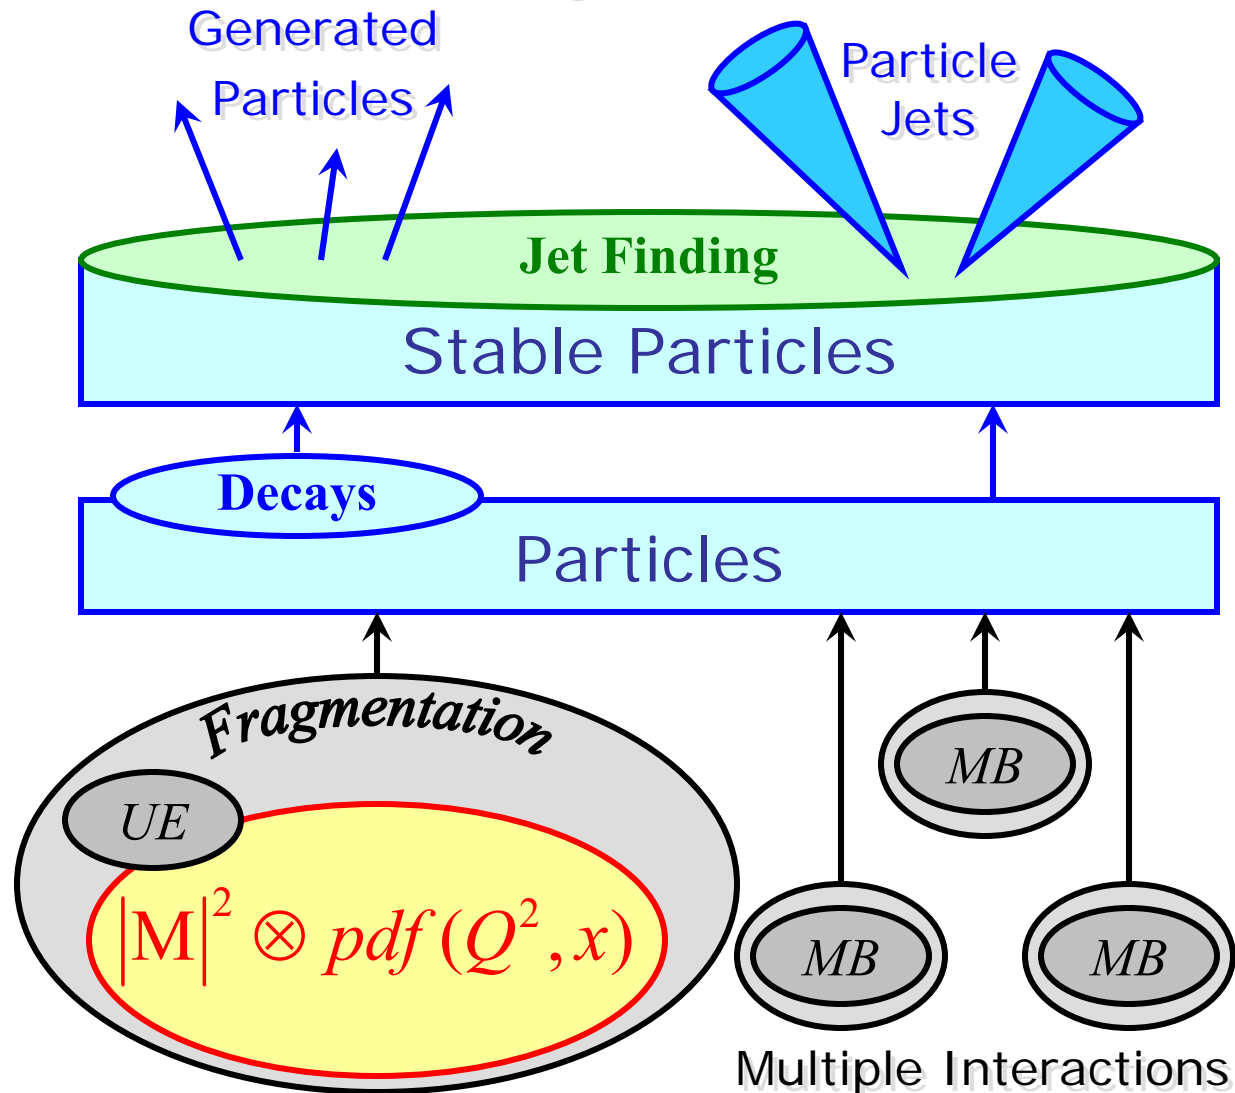 Generated
Particles
Particle
Jets
Jet Finding
Stable Particles
Decays
Particles
Fragmentation
UE
|M|² ⊗ pdf(Q², x)
MB
MB
MB
Multiple Interactions